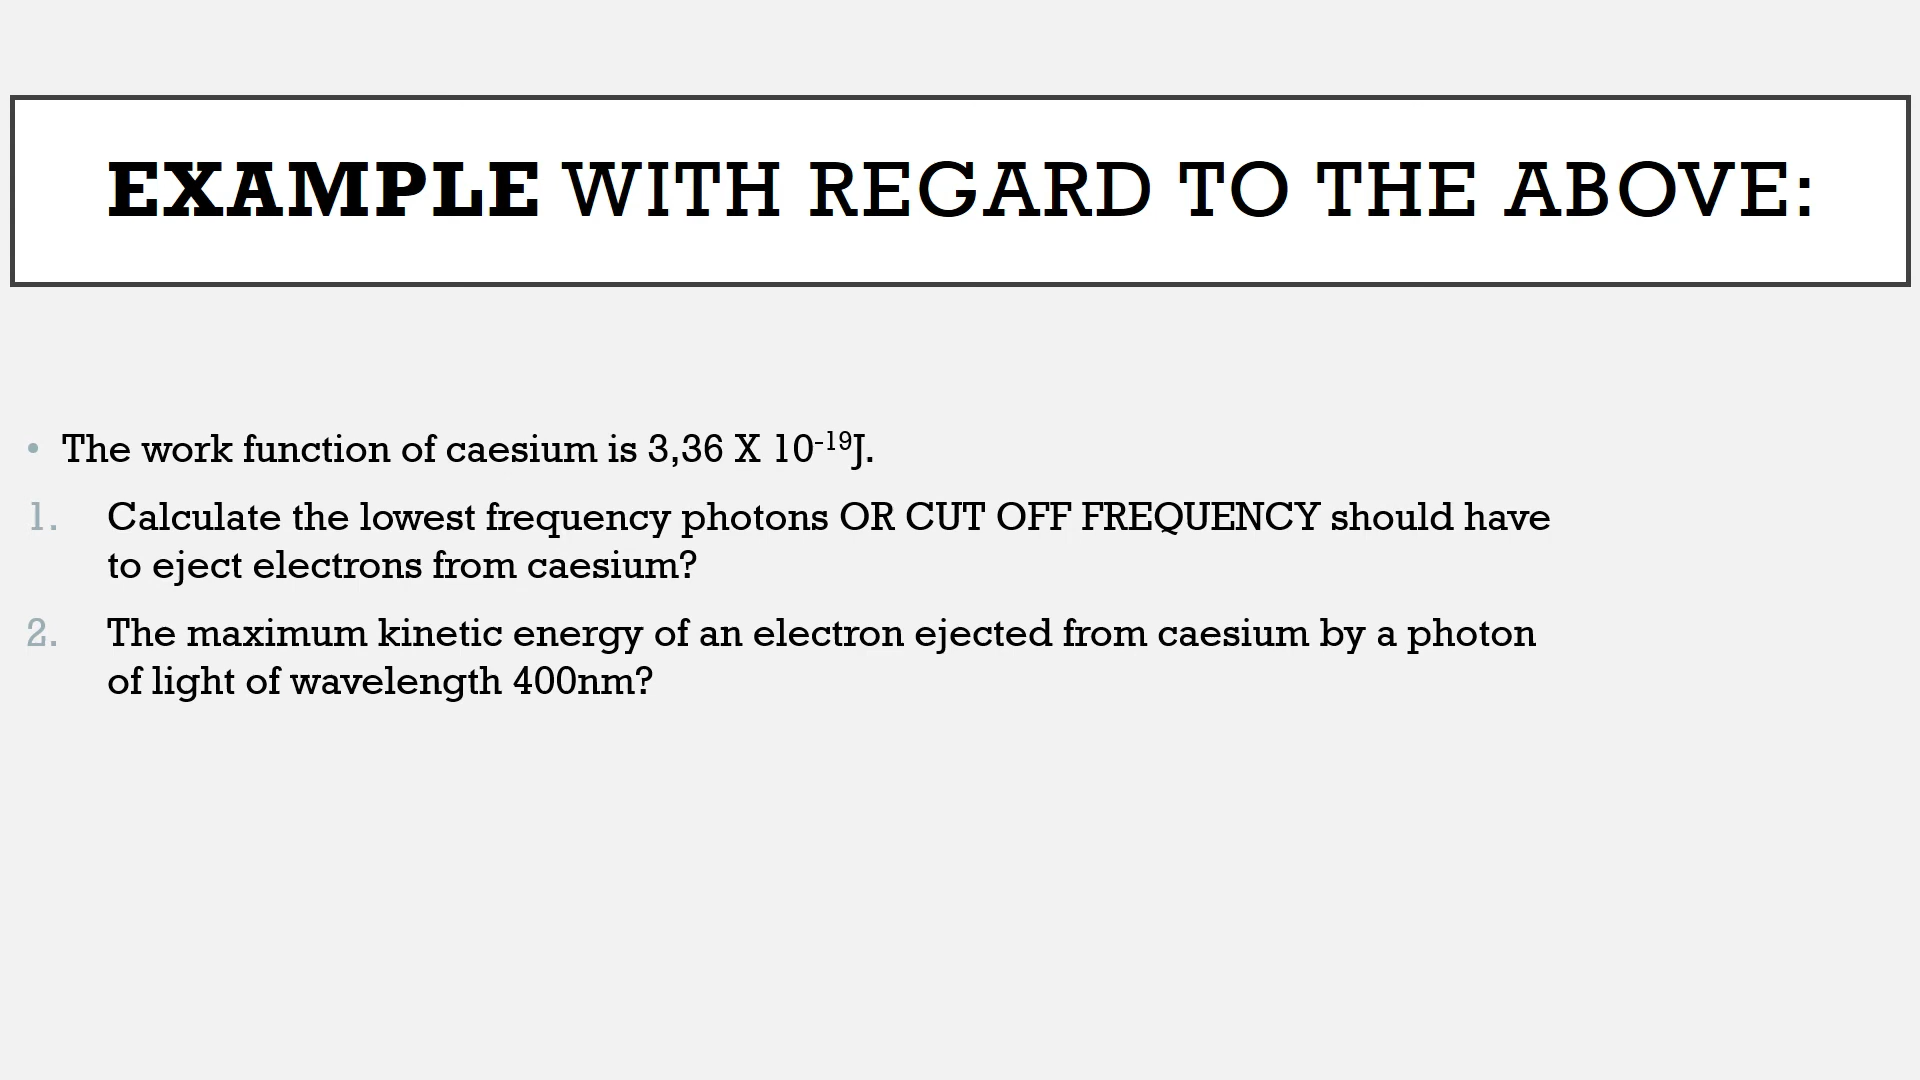 EXAMPLE WITH REGARD TO THE ABOVE:
• The work function of caesium is 3,36 X 10⁻¹⁹J.
1. Calculate the lowest frequency photons OR CUT OFF FREQUENCY should have
to eject electrons from caesium?
2. The maximum kinetic energy of an electron ejected from caesium by a photon
of light of wavelength 400nm?